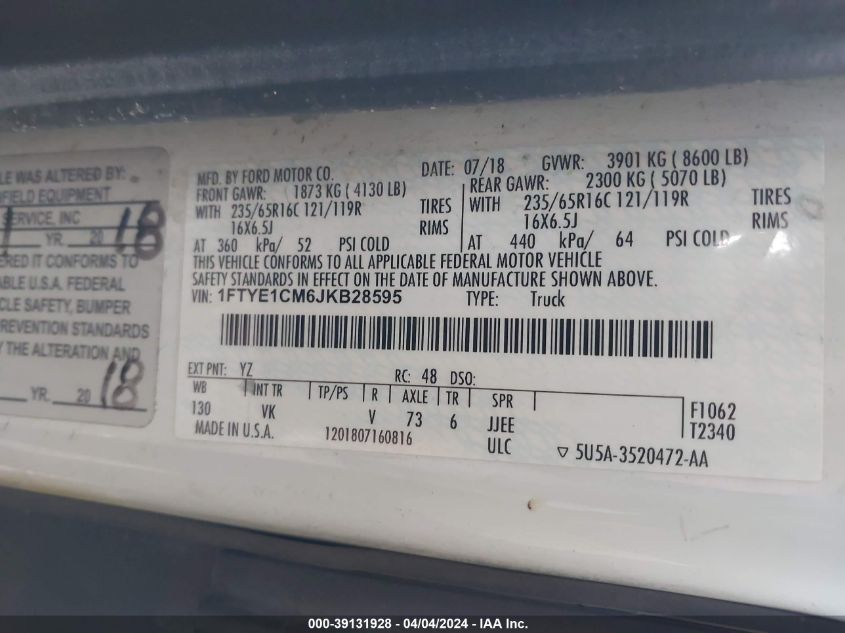 LE WAS ALTERED BY:
FIELD EQUIPMENT
SERVICE, INC
YR. 20 18
ERED IT CONFORMS TO
ABLE U.S.A. FEDERAL
CLE SAFETY, BUMPER
PREVENTION STANDARDS
Y THE ALTERATION AND
YR. 20 18
MFD. BY FORD MOTOR CO. DATE: 07/18 GVWR: 3901 KG ( 8600 LB)
FRONT GAWR: 1873 KG ( 4130 LB) REAR GAWR: 2300 KG ( 5070 LB)
WITH 235/65R16C 121/119R TIRES WITH 235/65R16C 121/119R TIRES
16X6.5J RIMS 16X6.5J RIMS
AT 360 kPa/ 52 PSI COLD AT 440 kPa/ 64 PSI COLD
THIS VEHICLE CONFORMS TO ALL APPLICABLE FEDERAL MOTOR VEHICLE
SAFETY STANDARDS IN EFFECT ON THE DATE OF MANUFACTURE SHOWN ABOVE.
VIN: 1FTYE1CM6JKB28595 TYPE: Truck
EXT PNT: YZ RC: 48 DSO:
WB INT TR TP/PS R AXLE TR SPR F1062
130 VK V 73 6 JJEE T2340
MADE IN U.S.A. 1201807160816 ULC ▽ 5U5A-3520472-AA
000-39131928 - 04/04/2024 - IAA Inc.